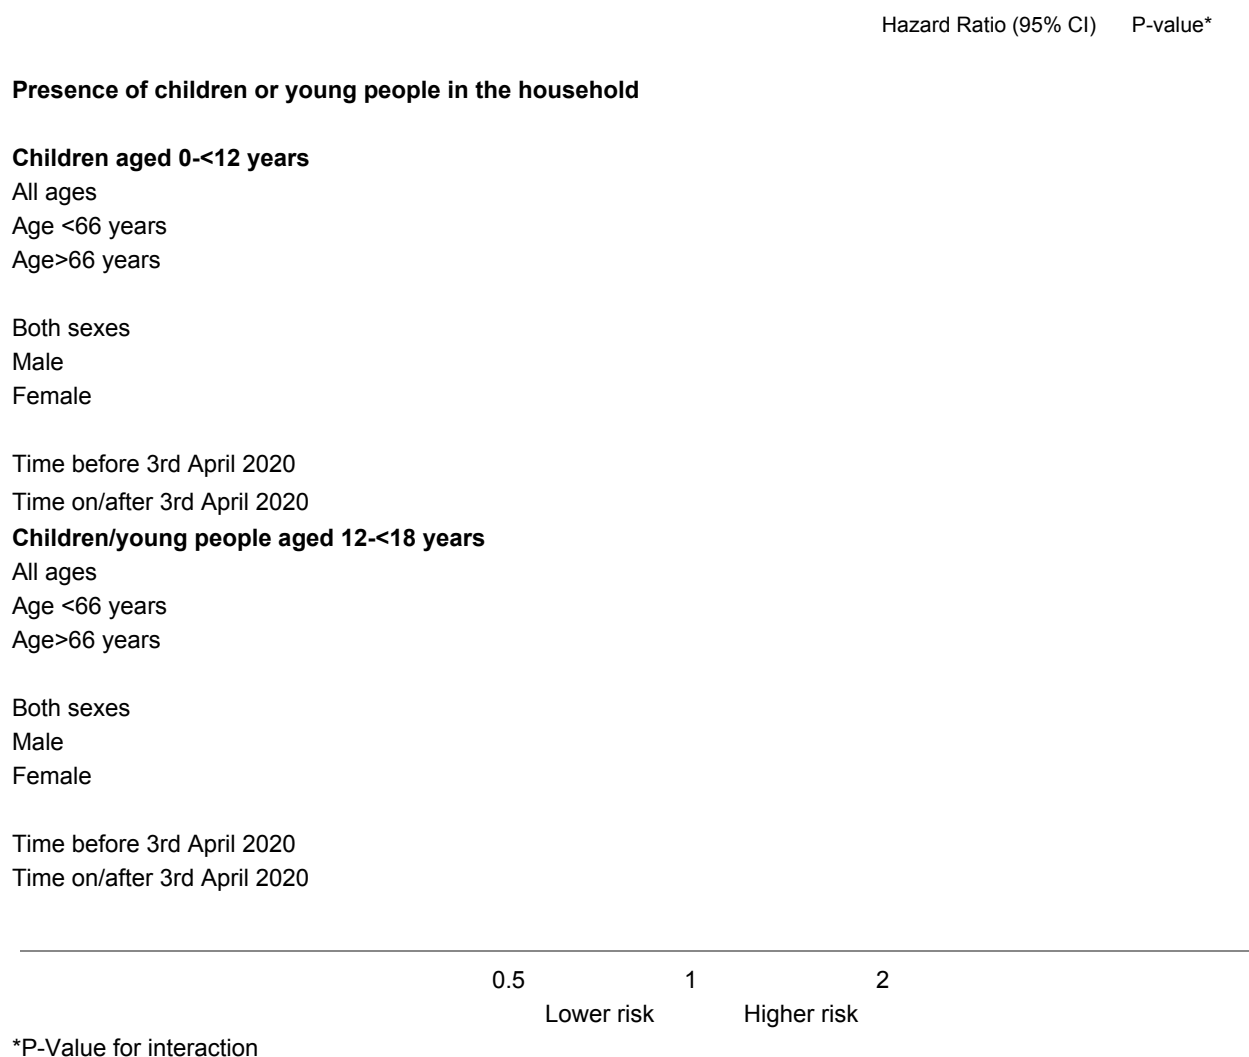 Hazard Ratio (95% CI) P-value*
Presence of children or young people in the household
Children aged 0-<12 years
All ages
Age <66 years
Age>66 years
Both sexes
Male
Female
Time before 3rd April 2020
Time on/after 3rd April 2020
Children/young people aged 12-<18 years
All ages
Age <66 years
Age>66 years
Both sexes
Male
Female
Time before 3rd April 2020
Time on/after 3rd April 2020
0.5 1 2
Lower risk Higher risk
*P-Value for interaction